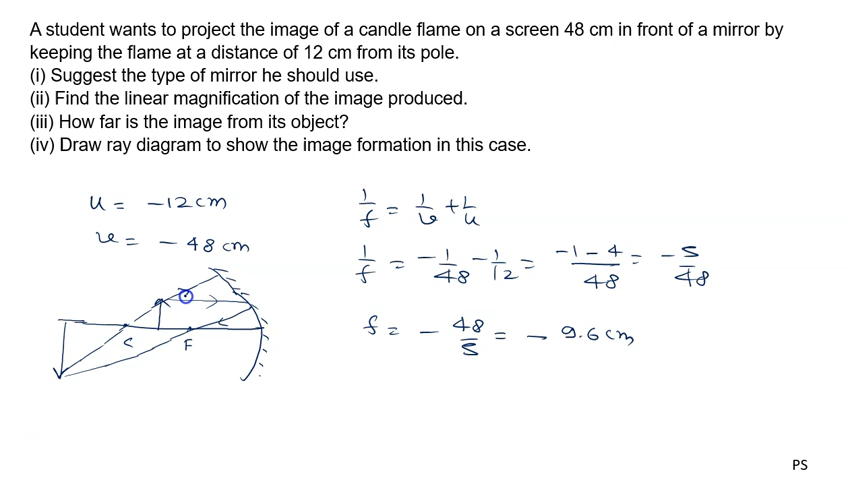 A student wants to project the image of a candle flame on a screen 48 cm in front of a mirror by
keeping the flame at a distance of 12 cm from its pole.
(i) Suggest the type of mirror he should use.
(ii) Find the linear magnification of the image produced.
(iii) How far is the image from its object?
(iv) Draw ray diagram to show the image formation in this case.
u = -12cm
v = -48 cm
1/f = 1/v + 1/u
1/f = -1/48 - 1/12 = -1-4/48 = -5/48
f = - 48/5 = - 9.6cm
C F
PS